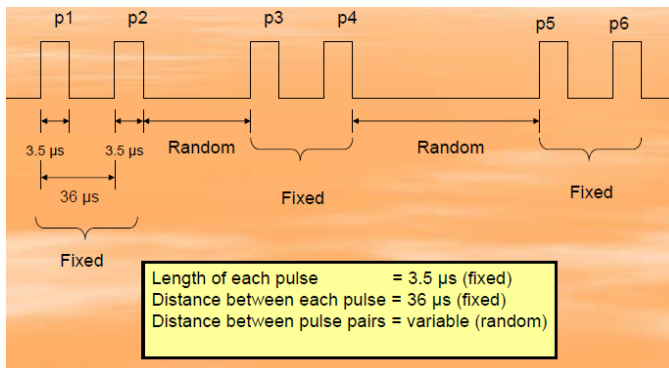 p1 p2 p3 p4 p5 p6
3.5 µs 3.5 µs Random Random
36 µs Fixed Fixed
Fixed
Length of each pulse = 3.5 µs (fixed)
Distance between each pulse = 36 µs (fixed)
Distance between pulse pairs = variable (random)